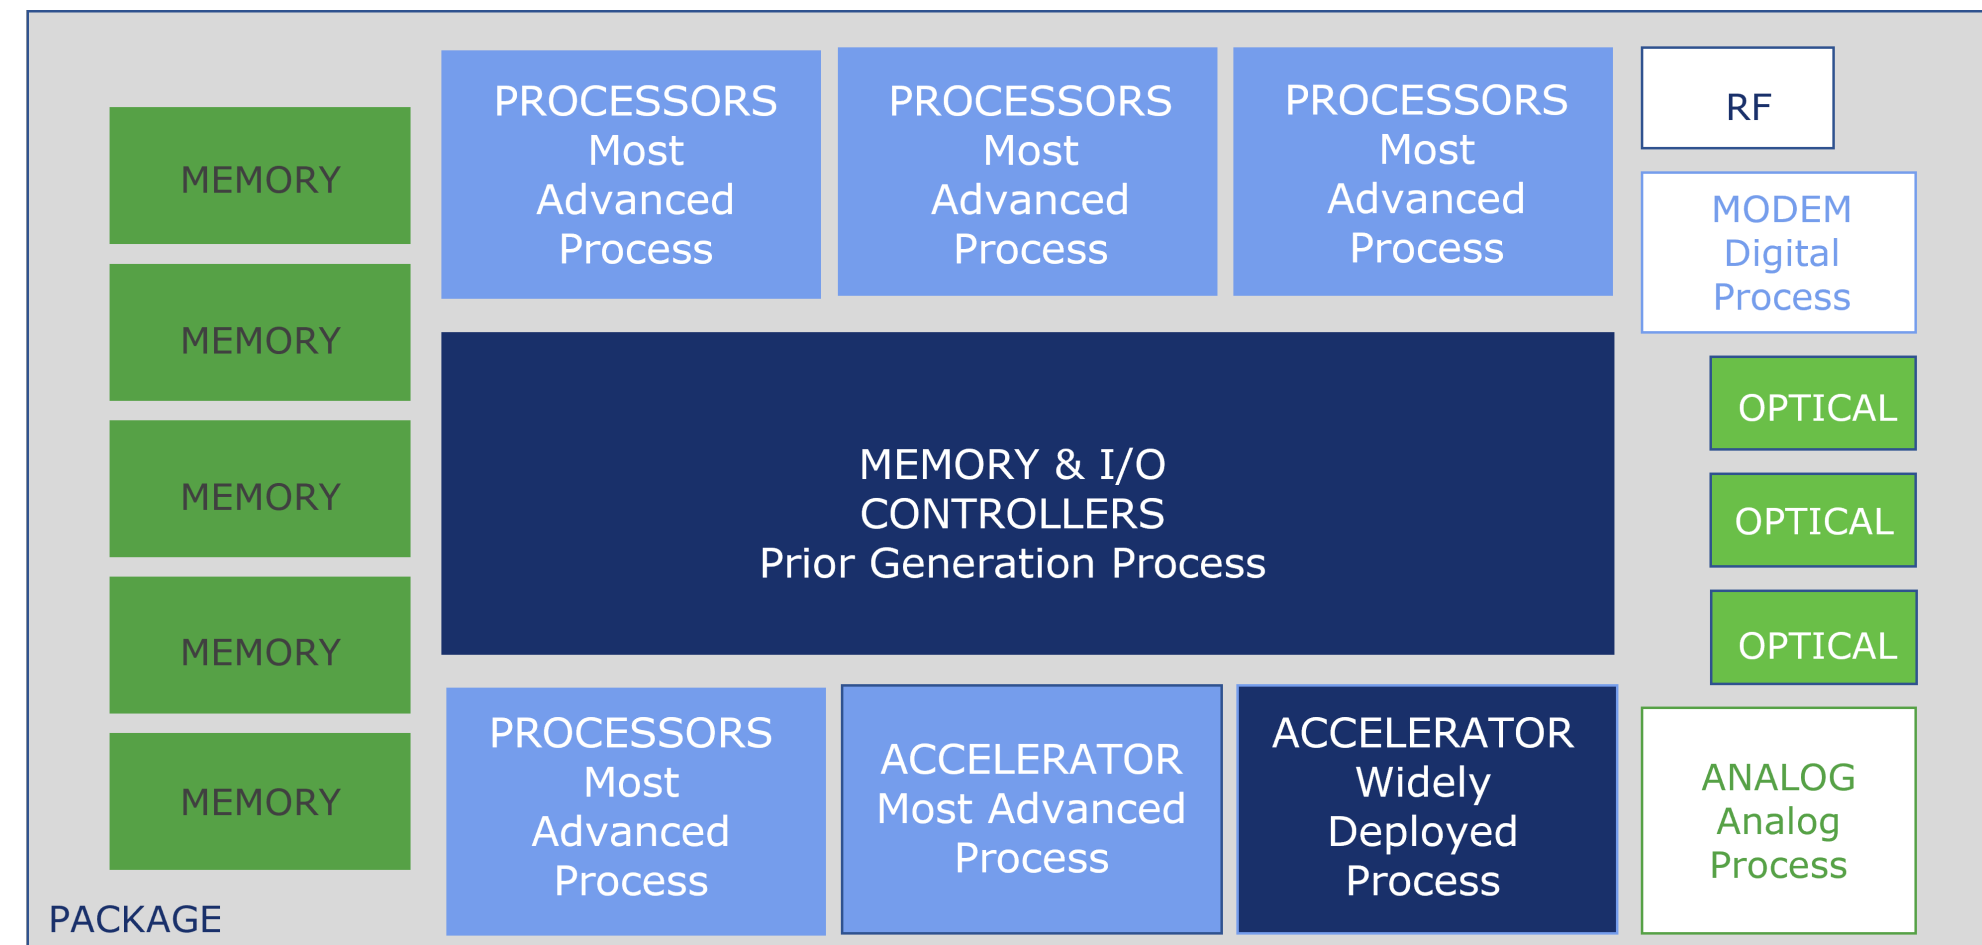 MEMORY
MEMORY
MEMORY
MEMORY
MEMORY
PROCESSORS
Most
Advanced
Process
PROCESSORS
Most
Advanced
Process
PROCESSORS
Most
Advanced
Process
MEMORY & I/O
CONTROLLERS
Prior Generation Process
PROCESSORS
Most
Advanced
Process
ACCELERATOR
Most Advanced
Process
ACCELERATOR
Widely
Deployed
Process
RF
MODEM
Digital
Process
OPTICAL
OPTICAL
OPTICAL
ANALOG
Analog
Process
PACKAGE